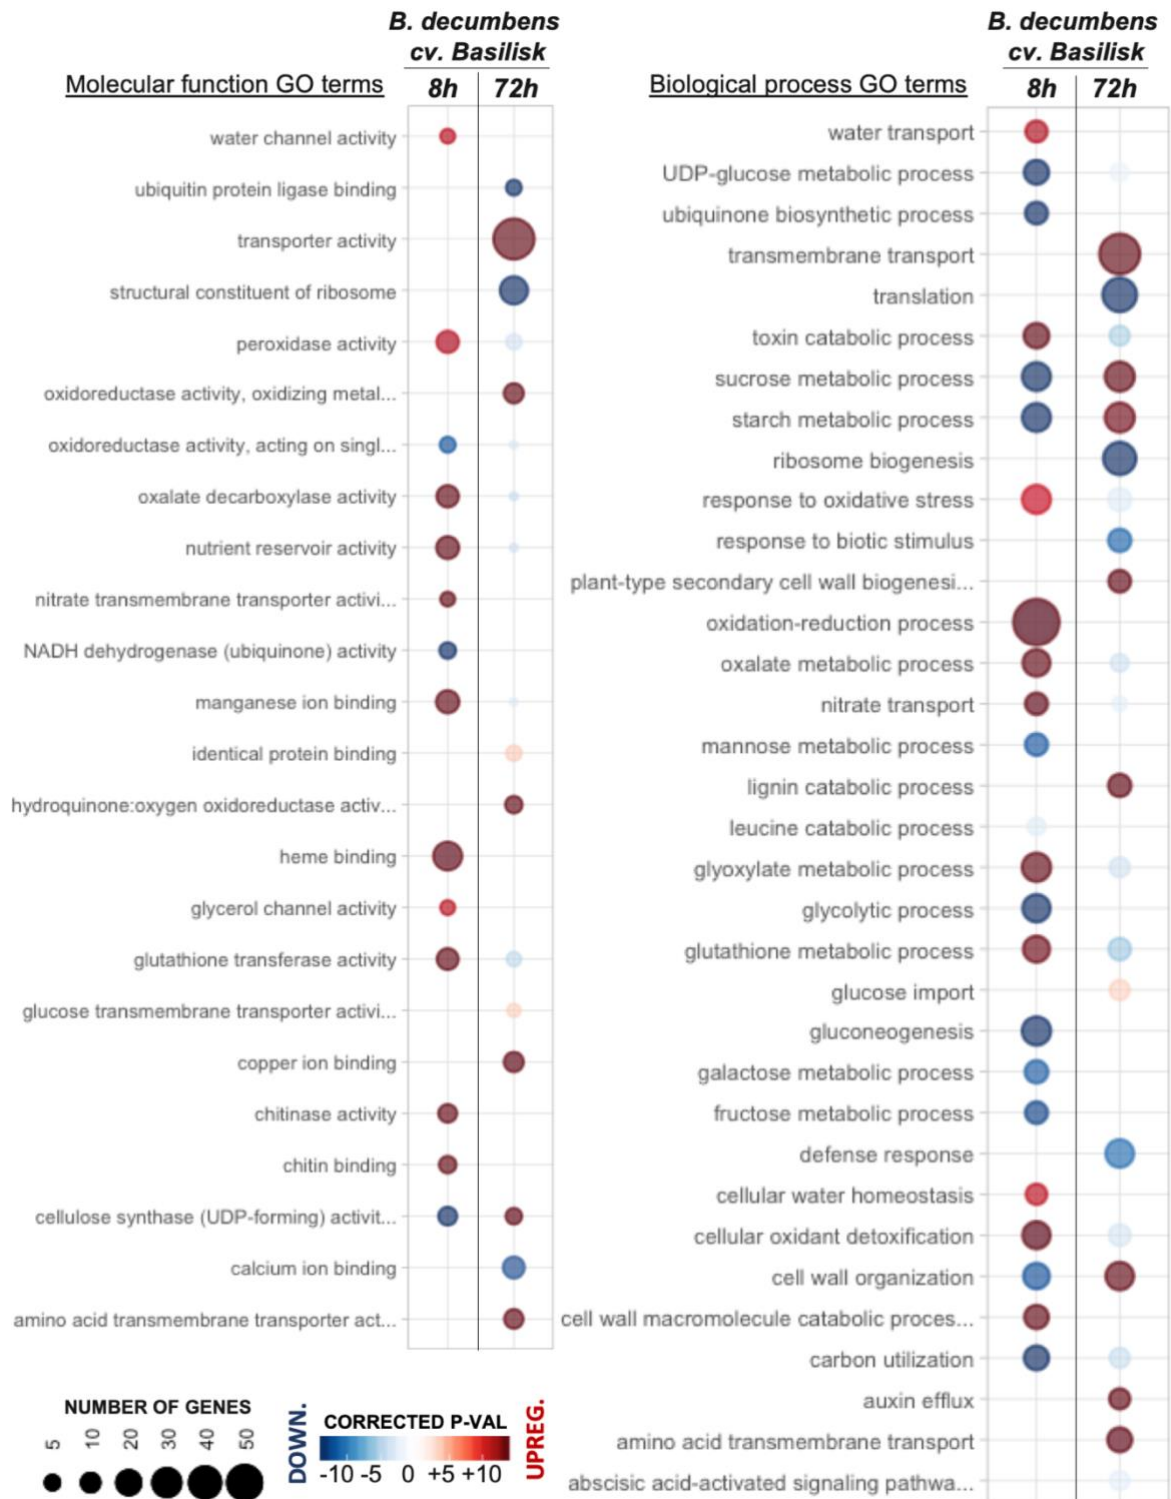 B. decumbens
cv. Basilisk
Molecular function GO terms
8h
72h
water channel activity
ubiquitin protein ligase binding
transporter activity
structural constituent of ribosome
peroxidase activity
oxidoreductase activity, oxidizing metal...
oxidoreductase activity, acting on singl...
oxalate decarboxylase activity
nutrient reservoir activity
nitrate transmembrane transporter activi...
NADH dehydrogenase (ubiquinone) activity
manganese ion binding
identical protein binding
hydroquinone:oxygen oxidoreductase activ...
heme binding
glycerol channel activity
glutathione transferase activity
glucose transmembrane transporter activi...
copper ion binding
chitinase activity
chitin binding
cellulose synthase (UDP-forming) activit...
calcium ion binding
amino acid transmembrane transporter act...
NUMBER OF GENES
5 10 20 30 40 50
DOWN.
CORRECTED P-VAL
-10 -5 0 +5 +10
UPREG.
B. decumbens
cv. Basilisk
Biological process GO terms
8h
72h
water transport
UDP-glucose metabolic process
ubiquinone biosynthetic process
transmembrane transport
translation
toxin catabolic process
sucrose metabolic process
starch metabolic process
ribosome biogenesis
response to oxidative stress
response to biotic stimulus
plant-type secondary cell wall biogenesi...
oxidation-reduction process
oxalate metabolic process
nitrate transport
mannose metabolic process
lignin catabolic process
leucine catabolic process
glyoxylate metabolic process
glycolytic process
glutathione metabolic process
glucose import
gluconeogenesis
galactose metabolic process
fructose metabolic process
defense response
cellular water homeostasis
cellular oxidant detoxification
cell wall organization
cell wall macromolecule catabolic proces...
carbon utilization
auxin efflux
amino acid transmembrane transport
abscisic acid-activated signaling pathwa...